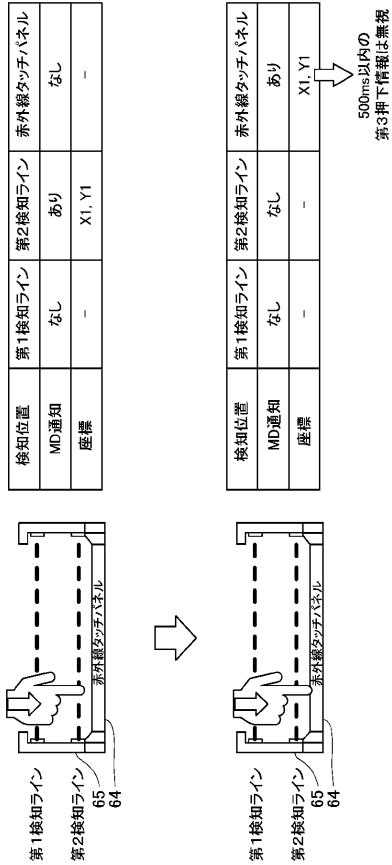 検知位置 第1検知ライン 第2検知ライン 赤外線タッチパネル
MD通知 なし あり なし
座標 - X1, Y1 -
第1検知ライン
第2検知ライン
赤外線タッチパネル
65
64
検知位置 第1検知ライン 第2検知ライン 赤外線タッチパネル
MD通知 なし なし あり
座標 - - X1, Y1
500ms以内の
第3押下情報は無視
第1検知ライン
第2検知ライン
赤外線タッチパネル
65
64